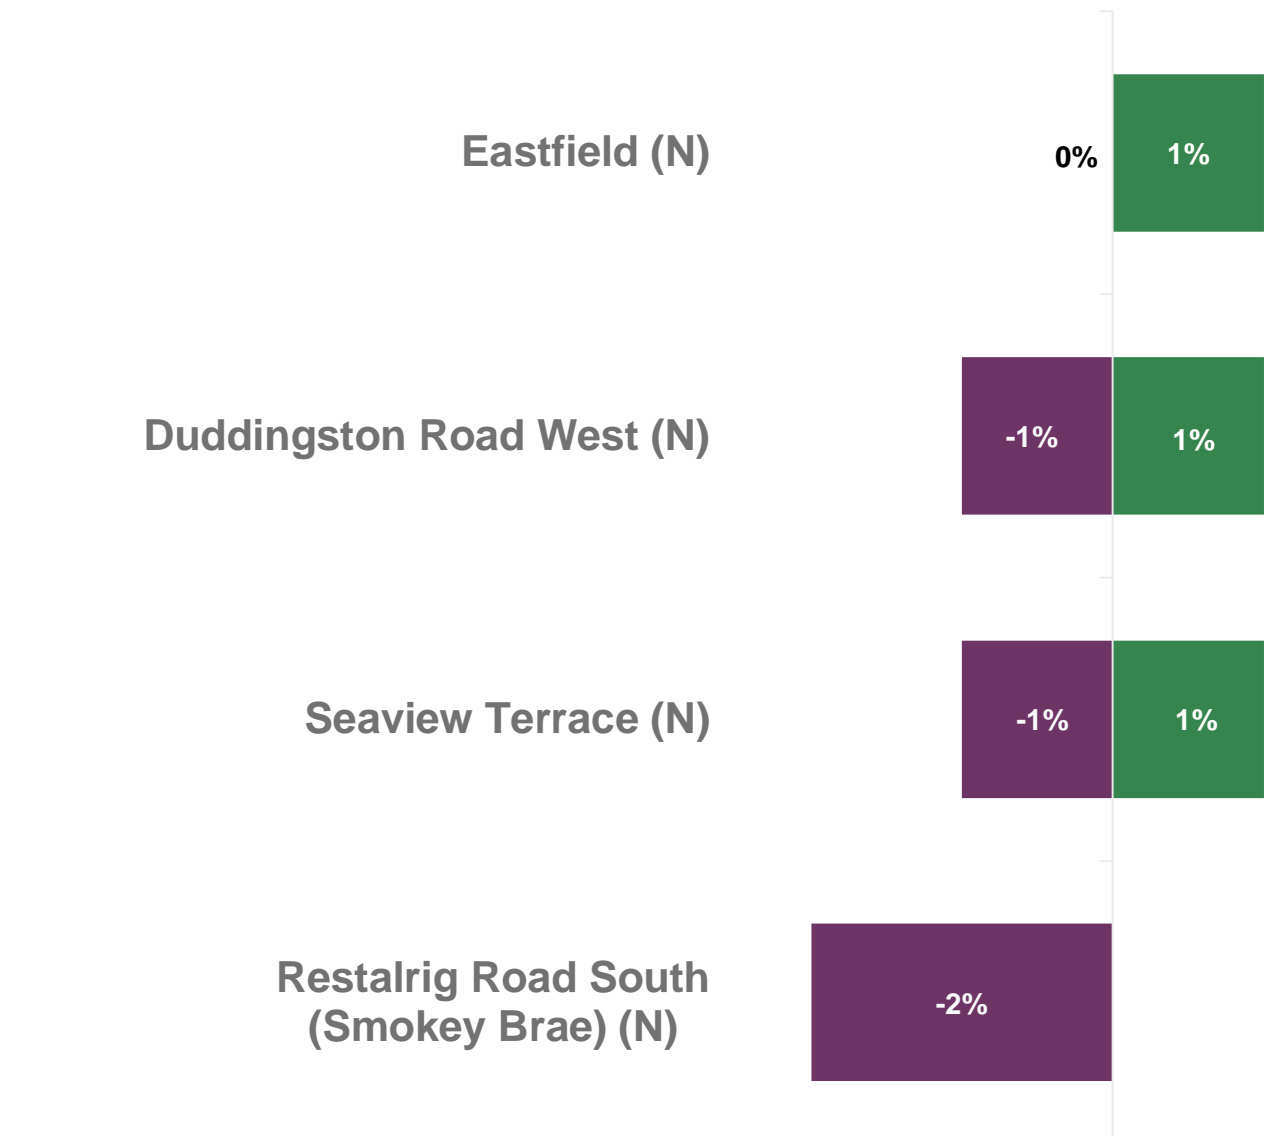 Eastfield (N)
0%
1%
Duddingston Road West (N)
-1%
1%
Seaview Terrace (N)
-1%
1%
Restalrig Road South
(Smokey Brae) (N)
-2%